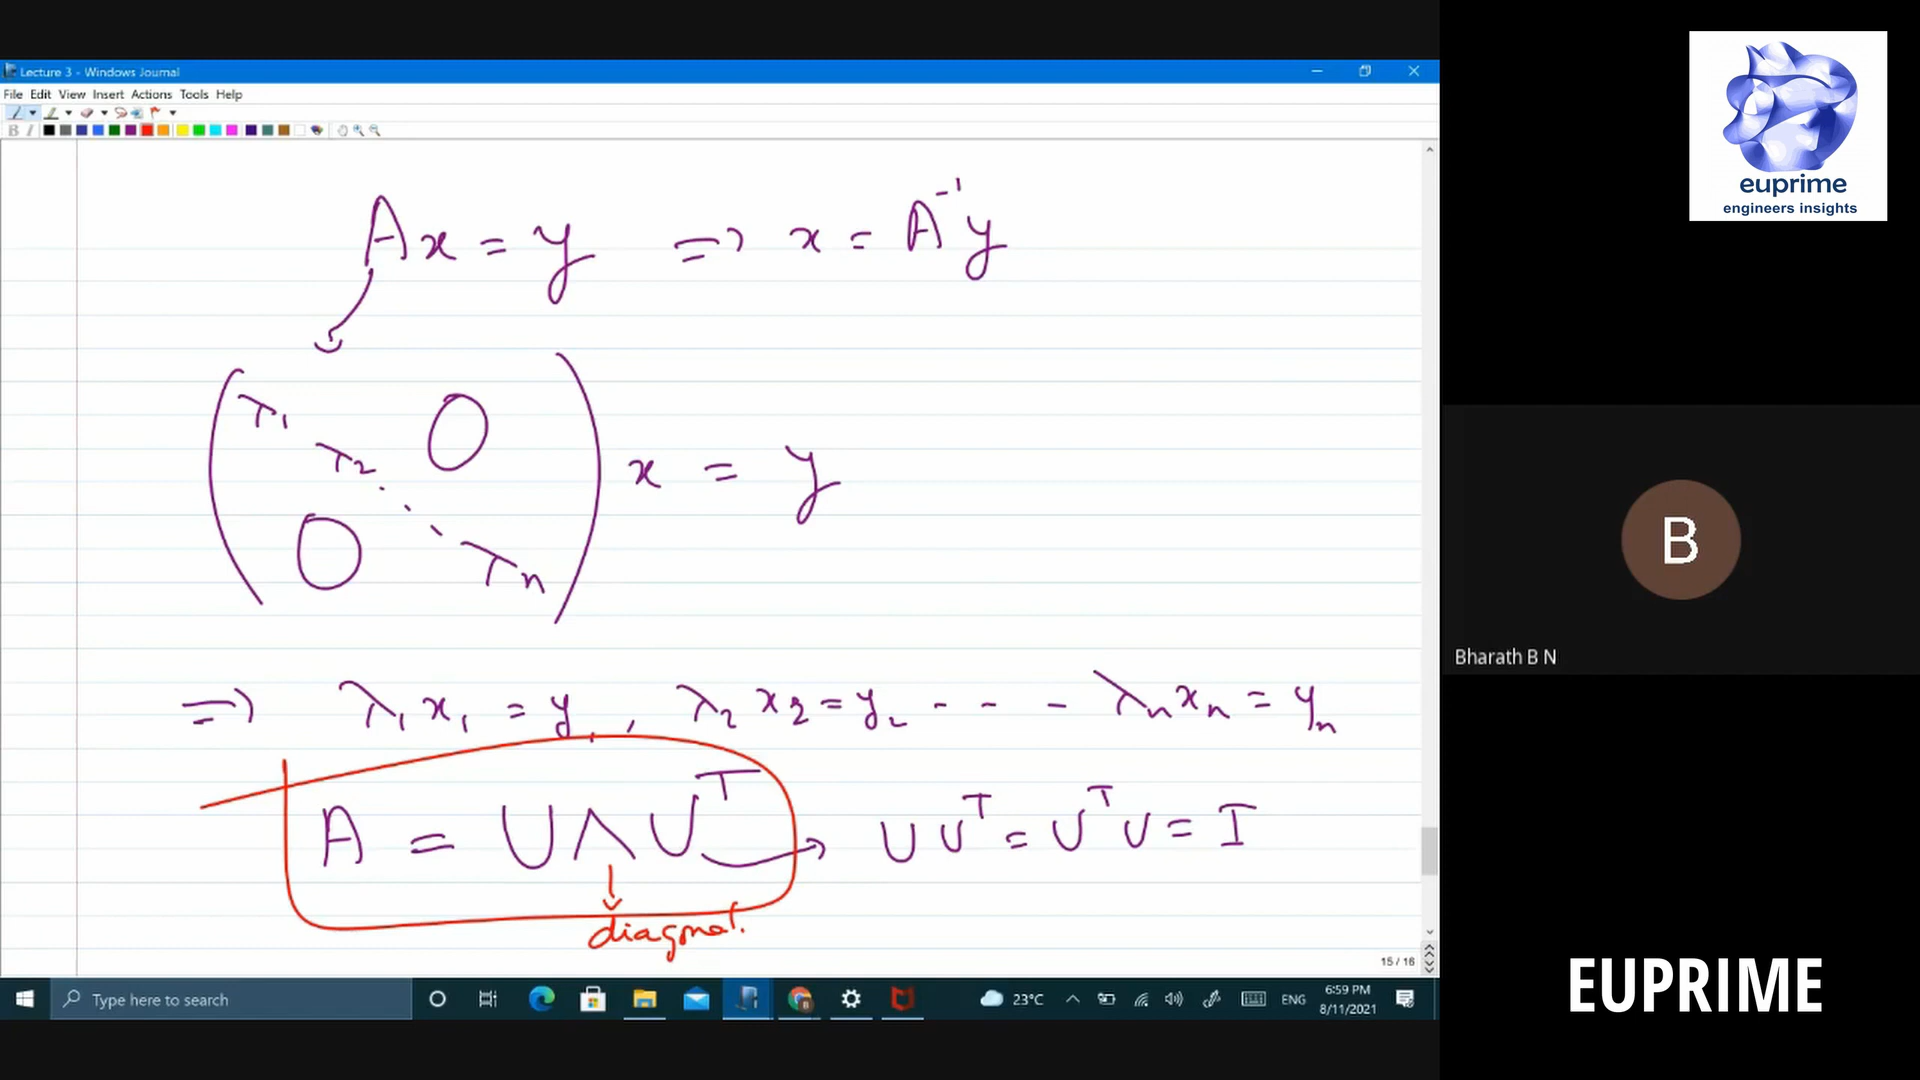 Lecture 3 - Windows Journal
File Edit View Insert Actions Tools Help
B I
Ax = y ⇒ x = A⁻¹y
λ1 0
λ2
0 λn
x = y
⇒ λ1x1 = y1, λ2x2 = y2 - - - λnxn = yn
A = UΛUᵀ → UUᵀ = UᵀU = I
diagonal.
15 / 16
Type here to search
23°C
ENG
6:59 PM
8/11/2021
euprime
engineers insights
B
Bharath B N
EUPRIME